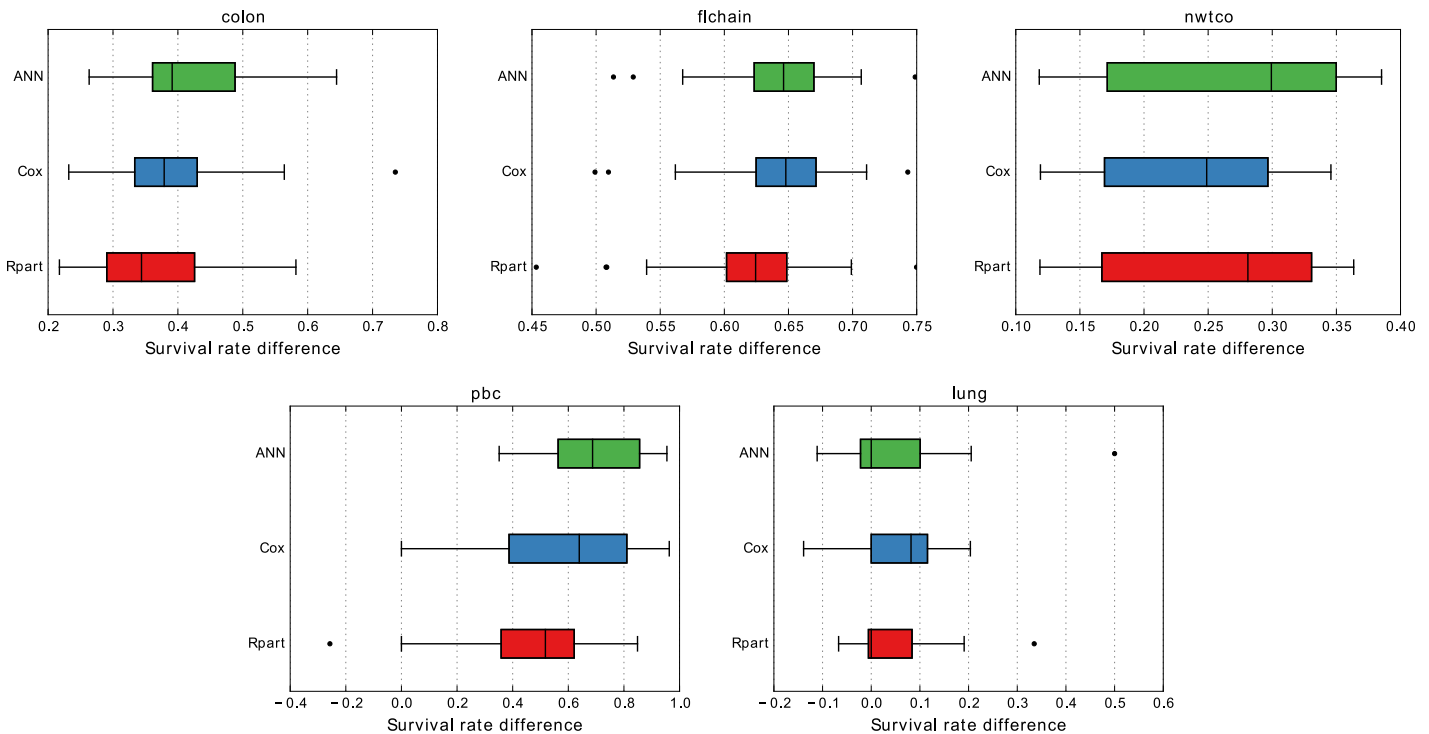 colon
ANN
Cox
Rpart
0.2 0.3 0.4 0.5 0.6 0.7 0.8
Survival rate difference
flchain
ANN
Cox
Rpart
0.45 0.50 0.55 0.60 0.65 0.70 0.75
Survival rate difference
nwtco
ANN
Cox
Rpart
0.10 0.15 0.20 0.25 0.30 0.35 0.40
Survival rate difference
pbc
ANN
Cox
Rpart
−0.4 −0.2 0.0 0.2 0.4 0.6 0.8 1.0
Survival rate difference
lung
ANN
Cox
Rpart
−0.2 −0.1 0.0 0.1 0.2 0.3 0.4 0.5 0.6
Survival rate difference